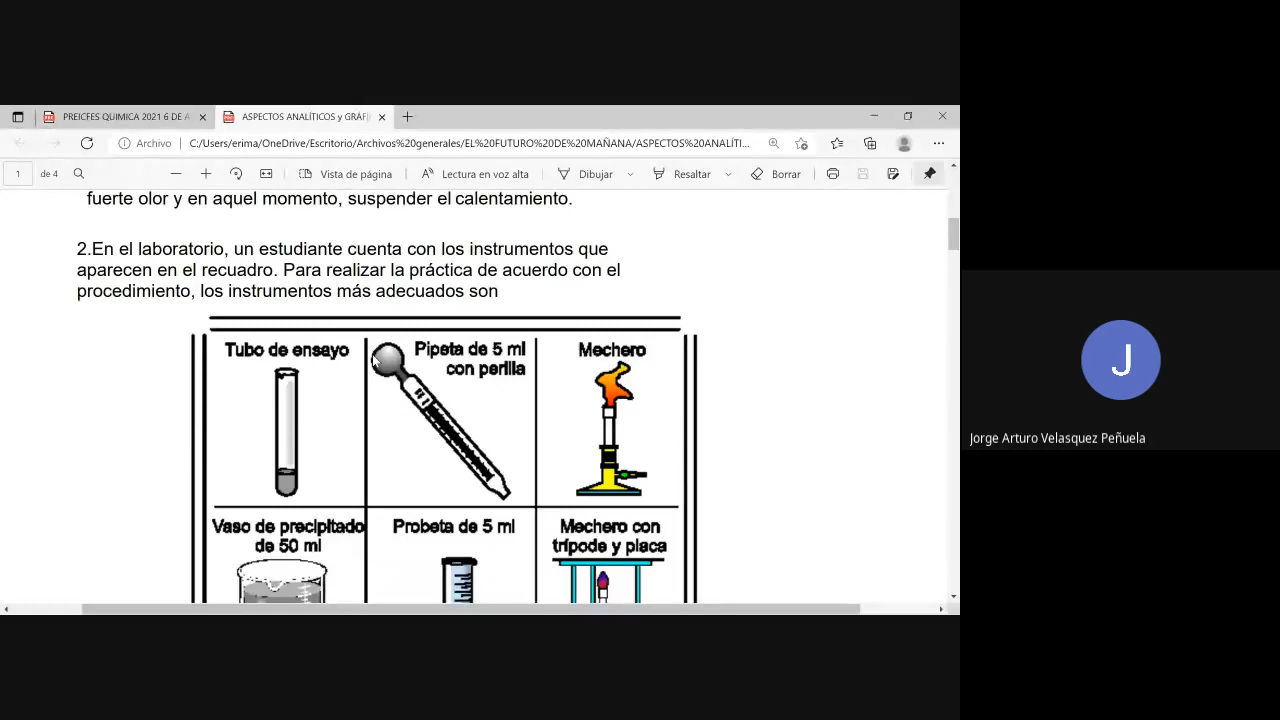 PREICFES QUIMICA 2021 6 DE A
ASPECTOS ANALÍTICOS y GRÁFI
Archivo
C:/Users/erima/OneDrive/Escritorio/Archivos%20generales/EL%20FUTURO%20DE%20MAÑANA/ASPECTOS%20ANALÍTI...
1 de 4
Vista de página
Lectura en voz alta
Dibujar
Resaltar
Borrar
fuerte olor y en aquel momento, suspender el calentamiento.
2.En el laboratorio, un estudiante cuenta con los instrumentos que
aparecen en el recuadro. Para realizar la práctica de acuerdo con el
procedimiento, los instrumentos más adecuados son
Tubo de ensayo
Pipeta de 5 ml
con perilla
Mechero
Vaso de precipitado
de 50 ml
Probeta de 5 ml
Mechero con
trípode y placa
J
Jorge Arturo Velasquez Peñuela